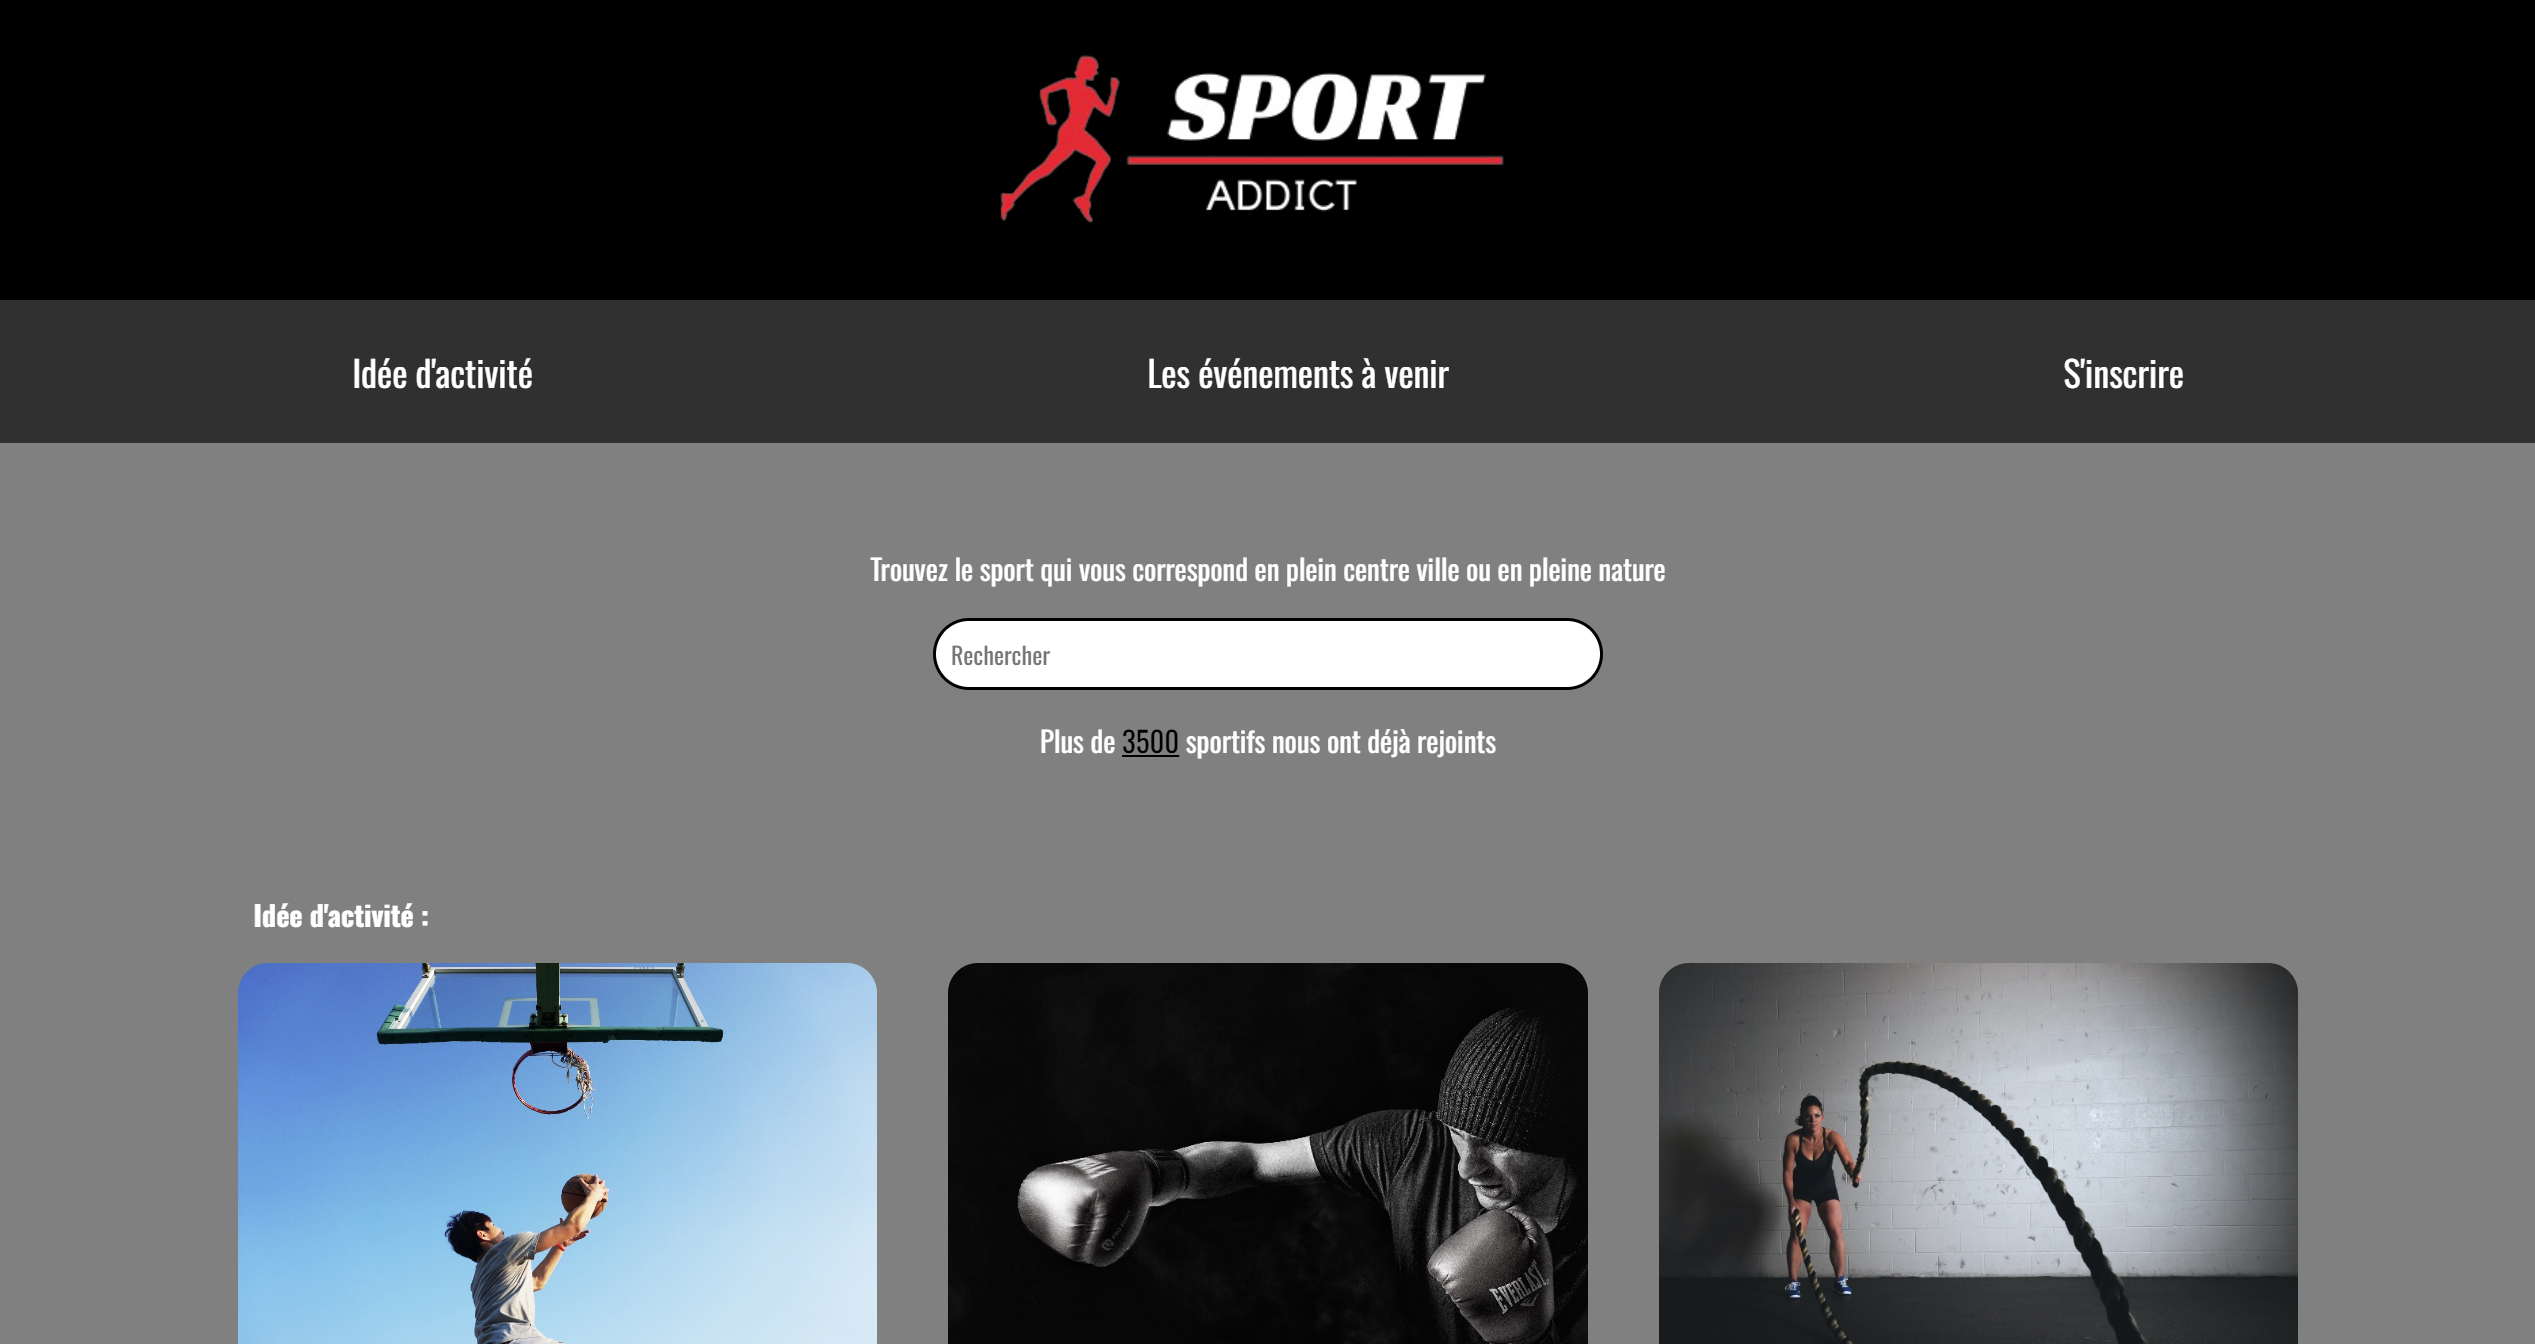 SPORT
ADDICT
Idée d'activité
Les événements à venir
S'inscrire
Trouvez le sport qui vous correspond en plein centre ville ou en pleine nature
Rechercher
Plus de 3500 sportifs nous ont déjà rejoints
Idée d'activité :
EVERLAST